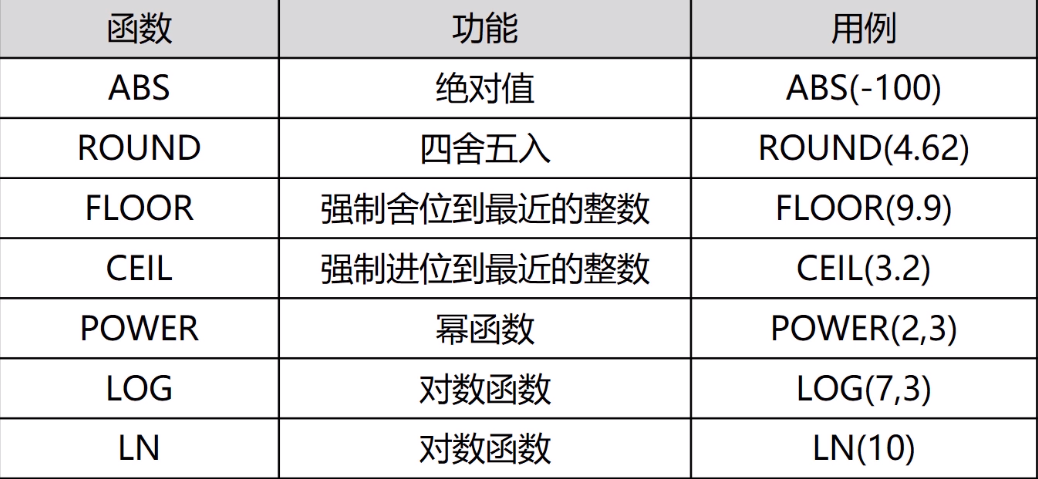 函数 功能 用例
ABS 绝对值 ABS(-100)
ROUND 四舍五入 ROUND(4.62)
FLOOR 强制舍位到最近的整数 FLOOR(9.9)
CEIL 强制进位到最近的整数 CEIL(3.2)
POWER 幂函数 POWER(2,3)
LOG 对数函数 LOG(7,3)
LN 对数函数 LN(10)